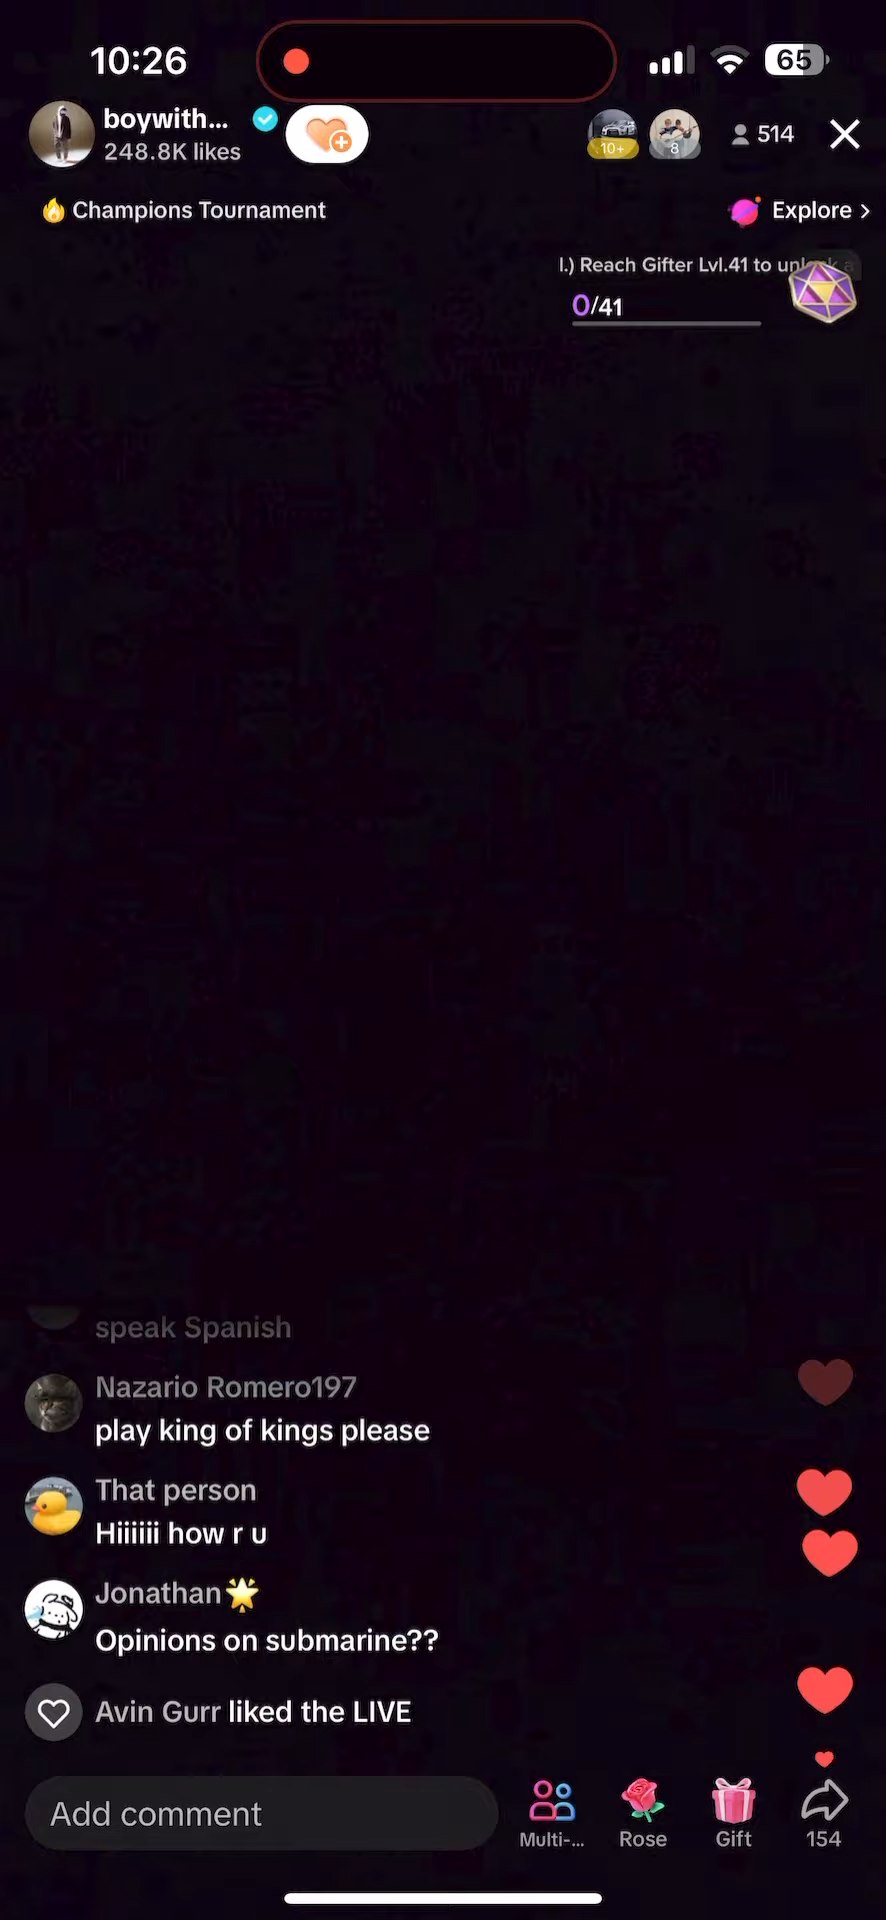 10:26
65
boywith...
248.8K likes
10+
8
514
Champions Tournament
Explore >
l.) Reach Gifter Lvl.41 to unlock a
0/41
speak Spanish
Nazario Romero197
play king of kings please
That person
Hiiiiii how r u
Jonathan🌟
Opinions on submarine??
Avin Gurr liked the LIVE
Add comment
Multi-...
Rose
Gift
154